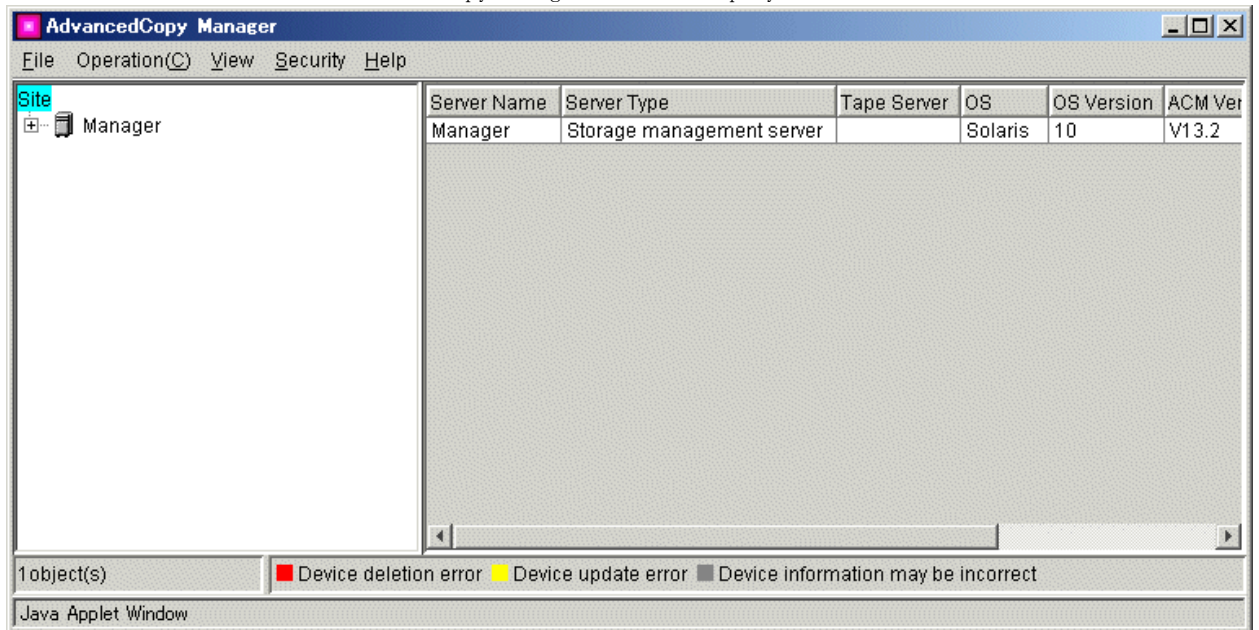 AdvancedCopy Manager
File Operation(C) View Security Help
Site
Manager
Server Name Server Type Tape Server OS OS Version ACM Ver
Manager Storage management server Solaris 10 V13.2
1object(s)
Device deletion error Device update error Device information may be incorrect
Java Applet Window